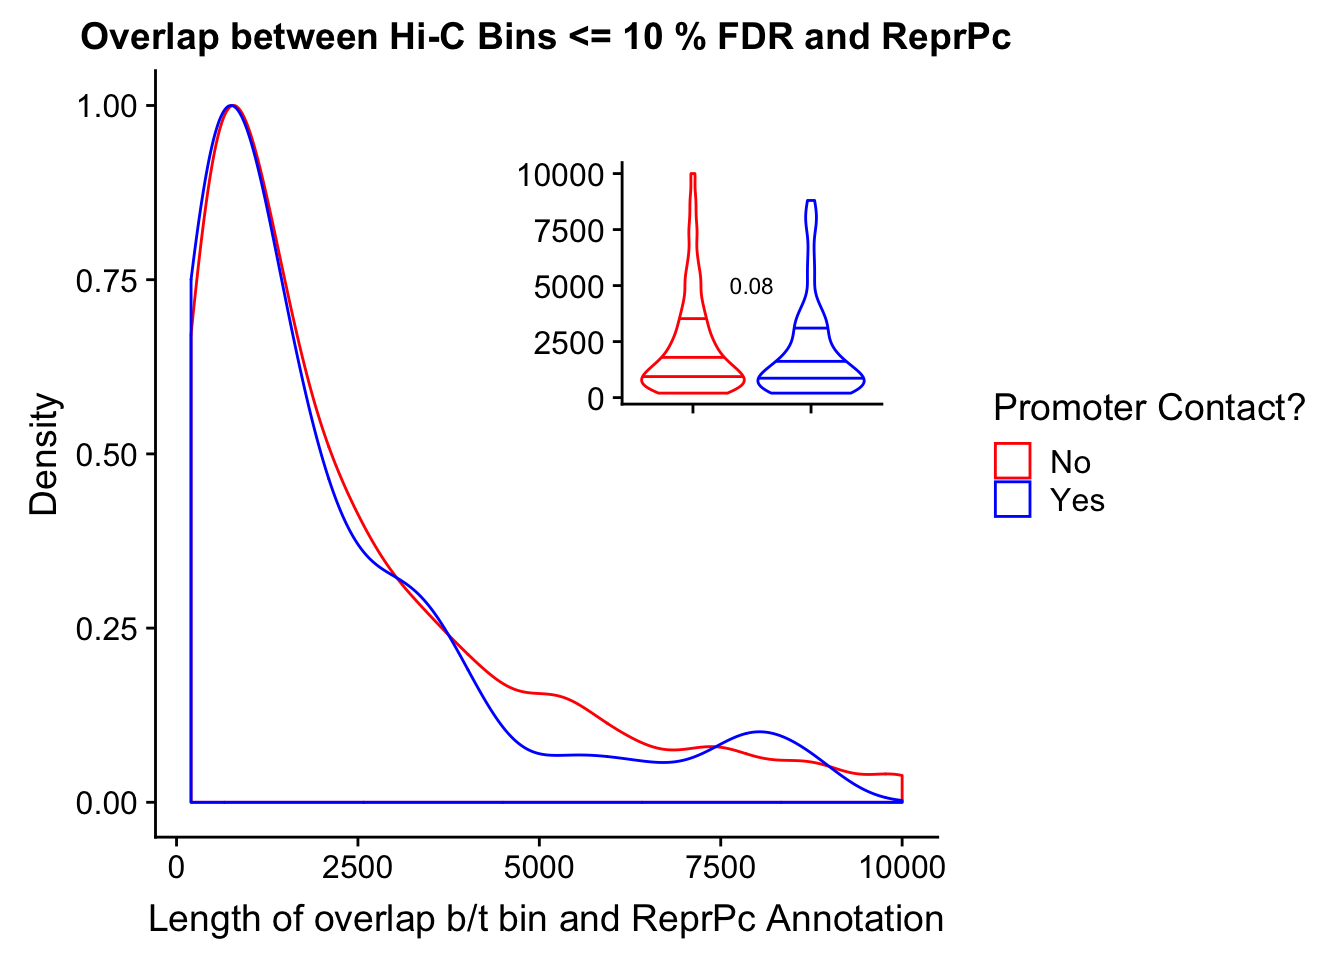 Overlap between Hi-C Bins <= 10 % FDR and ReprPc
1.00
0.75
0.50
0.25
0.00
Density
0
2500
5000
7500
10000
Length of overlap b/t bin and ReprPc Annotation
10000
7500
5000
2500
0
0.08
Promoter Contact?
No
Yes